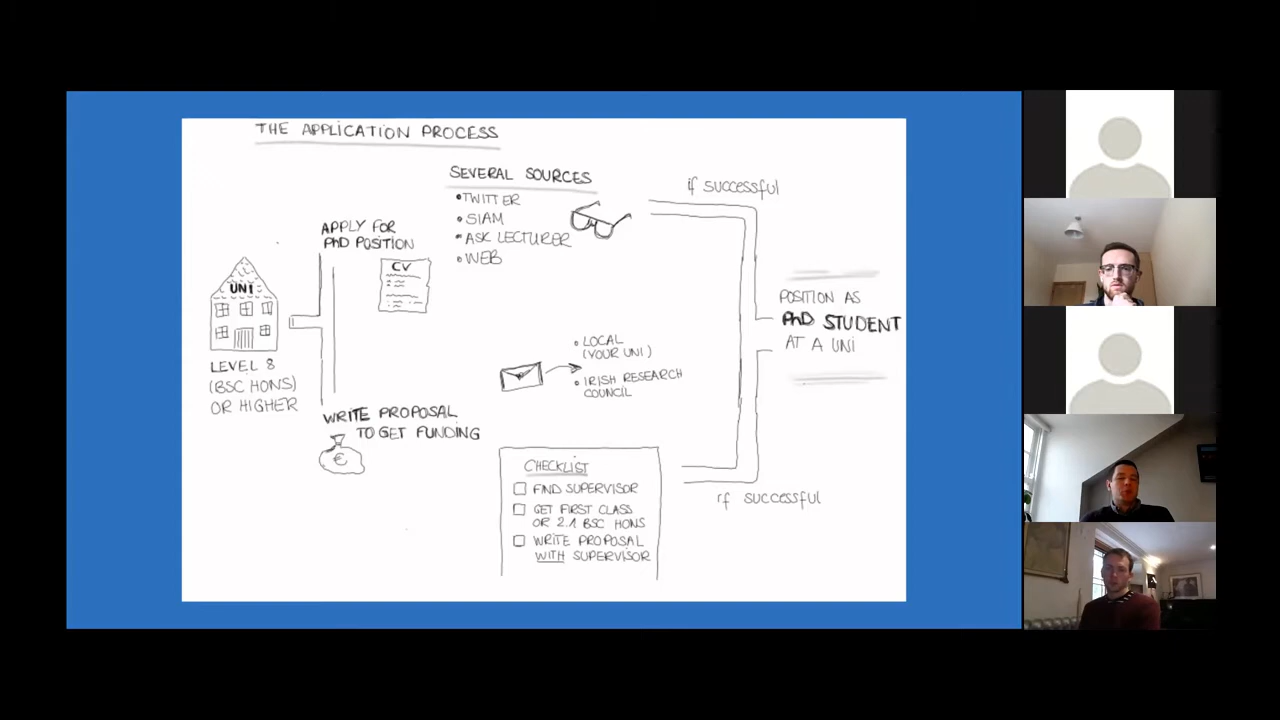 THE APPLICATION PROCESS
SEVERAL SOURCES
• TWITTER
• SIAM
• ASK LECTURER
• WEB
if successful
APPLY FOR
PhD POSITION
CV
UNI
LEVEL 8
(BSC HONS)
OR HIGHER
WRITE PROPOSAL
TO GET FUNDING
€
• LOCAL
(YOUR UNI)
• IRISH RESEARCH
COUNCIL
CHECKLIST
FIND SUPERVISOR
GET FIRST CLASS
OR 2.1 BSC HONS
WRITE PROPOSAL
WITH SUPERVISOR
if successful
POSITION AS
PhD STUDENT
AT A UNI